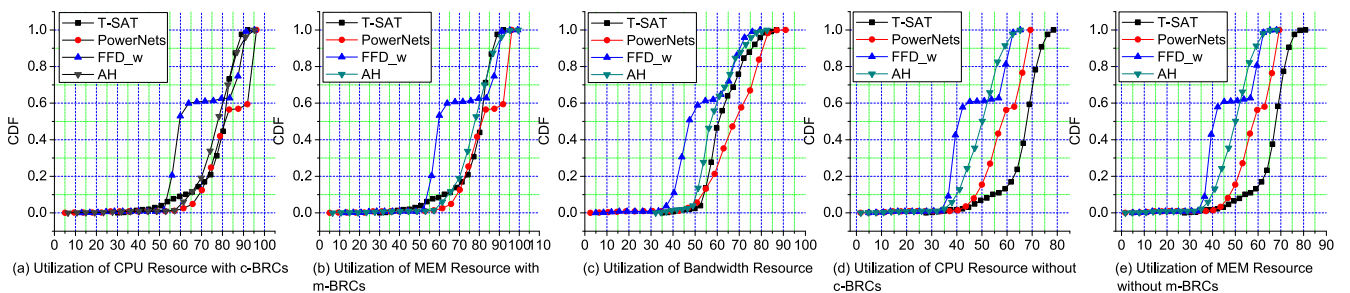 T-SAT
PowerNets
FFD_w
AH
CDF
1.0
0.8
0.6
0.4
0.2
0.0
0 10 20 30 40 50 60 70 80 90 100
(a) Utilization of CPU Resource with c-BRCs
T-SAT
PowerNets
FFD_w
AH
CDF
1.0
0.8
0.6
0.4
0.2
0.0
0 10 20 30 40 50 60 70 80 90 100 110
(b) Utilization of MEM Resource with
m-BRCs
T-SAT
PowerNets
FFD_w
AH
CDF
1.0
0.8
0.6
0.4
0.2
0.0
0 10 20 30 40 50 60 70 80 90 100
(c) Utilization of Bandwidth Resource
T-SAT
PowerNets
FFD_w
AH
CDF
1.0
0.8
0.6
0.4
0.2
0.0
0 10 20 30 40 50 60 70 80 90
(d) Utilization of CPU Resource without
c-BRCs
T-SAT
PowerNets
FFD_w
AH
CDF
1.0
0.8
0.6
0.4
0.2
0.0
0 10 20 30 40 50 60 70 80 90
(e) Utilization of MEM Resource
without m-BRCs